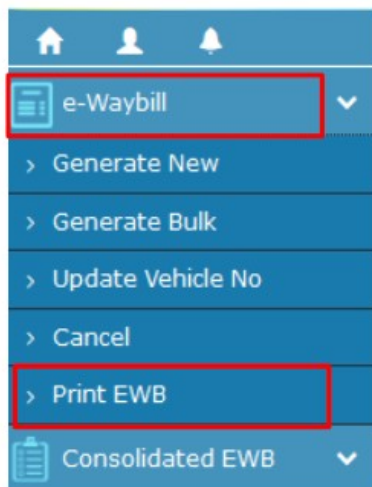 e-Waybill
Generate New
Generate Bulk
Update Vehicle No
Cancel
Print EWB
Consolidated EWB